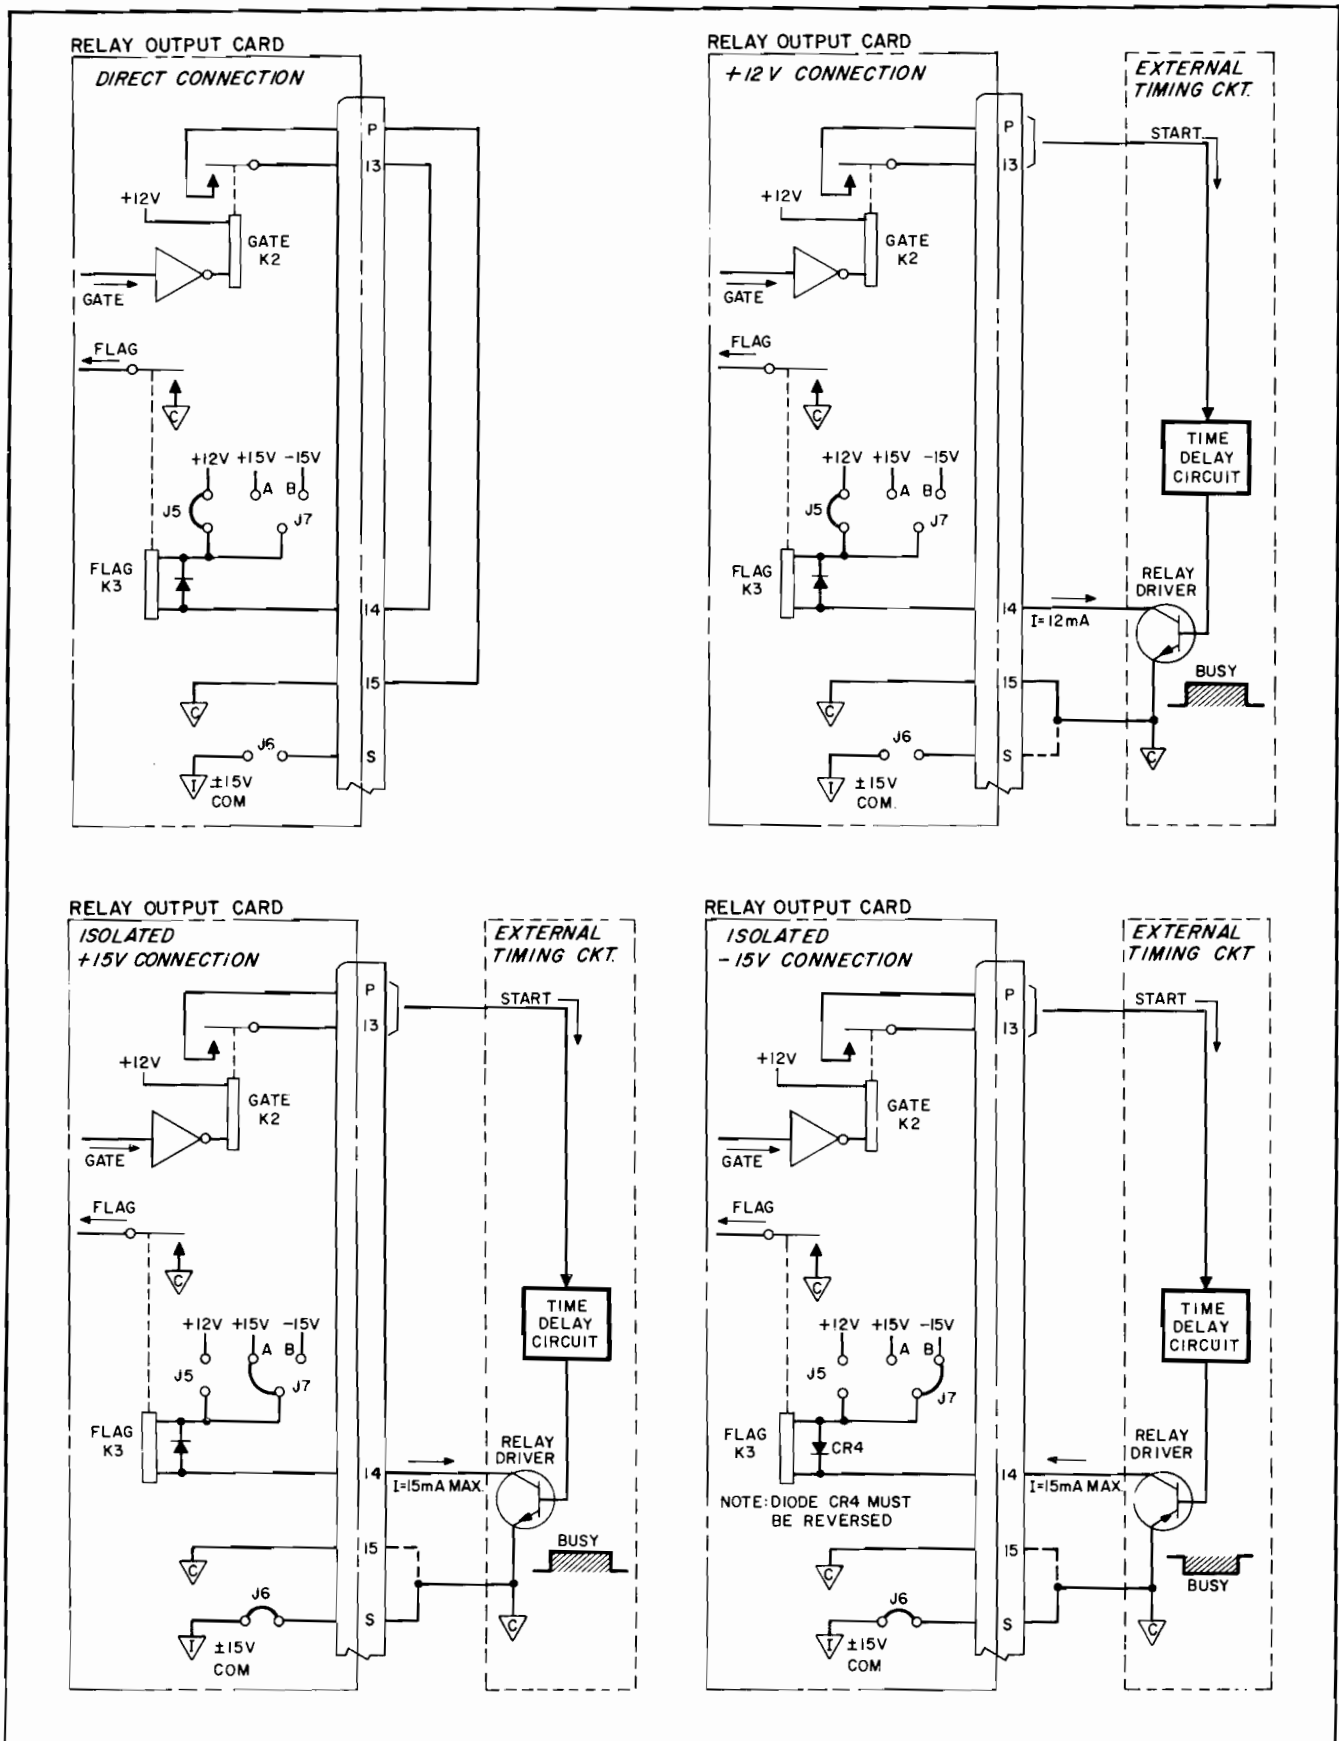 RELAY OUTPUT CARD
DIRECT CONNECTION
P
13
+12V
GATE
K2
GATE
FLAG
C
+12V +15V -15V
A B
J5
J7
FLAG
K3
14
15
C
J6
S
I
±15V
COM
RELAY OUTPUT CARD
+12V CONNECTION
EXTERNAL
TIMING CKT.
P
START
13
+12V
GATE
K2
GATE
FLAG
C
TIME
DELAY
CIRCUIT
+12V +15V -15V
A B
J5
J7
FLAG
K3
RELAY
DRIVER
14
I=12mA
BUSY
15
C
J6
S
C
I
±15V
COM.
RELAY OUTPUT CARD
ISOLATED
+15V CONNECTION
EXTERNAL
TIMING CKT.
P
START
13
+12V
GATE
K2
GATE
FLAG
C
TIME
DELAY
CIRCUIT
+12V +15V -15V
A B
J5
J7
FLAG
K3
RELAY
DRIVER
14
I=15mA MAX.
BUSY
15
C
J6
S
C
I
±15V
COM
RELAY OUTPUT CARD
ISOLATED
-15V CONNECTION
EXTERNAL
TIMING CKT
P
START
13
+12V
GATE
K2
GATE
FLAG
C
TIME
DELAY
CIRCUIT
+12V +15V -15V
A B
J5
J7
FLAG
K3
CR4
RELAY
DRIVER
14
I=15mA MAX.
NOTE: DIODE CR4 MUST
BE REVERSED
15
BUSY
C
J6
S
C
I
±15V
COM